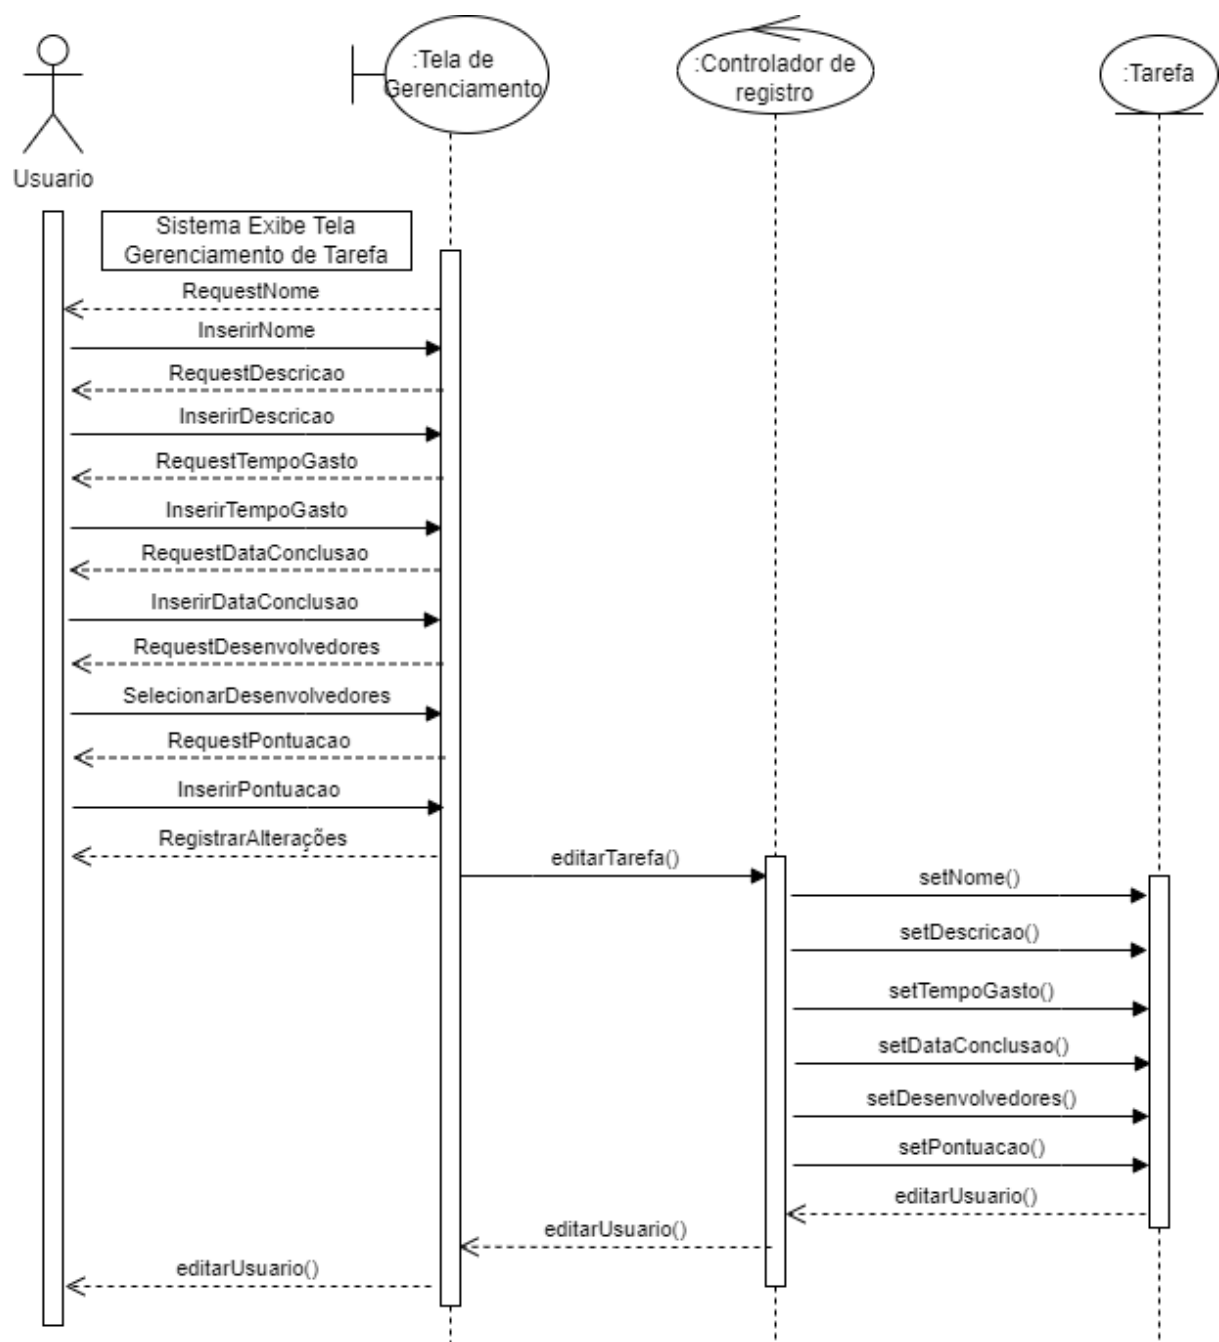 :Tela de
Gerenciamento
:Controlador de
registro
:Tarefa
Usuario
Sistema Exibe Tela
Gerenciamento de Tarefa
RequestNome
InserirNome
RequestDescricao
InserirDescricao
RequestTempoGasto
InserirTempoGasto
RequestDataConclusao
InserirDataConclusao
RequestDesenvolvedores
SelecionarDesenvolvedores
RequestPontuacao
InserirPontuacao
RegistrarAlterações
editarTarefa()
setNome()
setDescricao()
setTempoGasto()
setDataConclusao()
setDesenvolvedores()
setPontuacao()
editarUsuario()
editarUsuario()
editarUsuario()